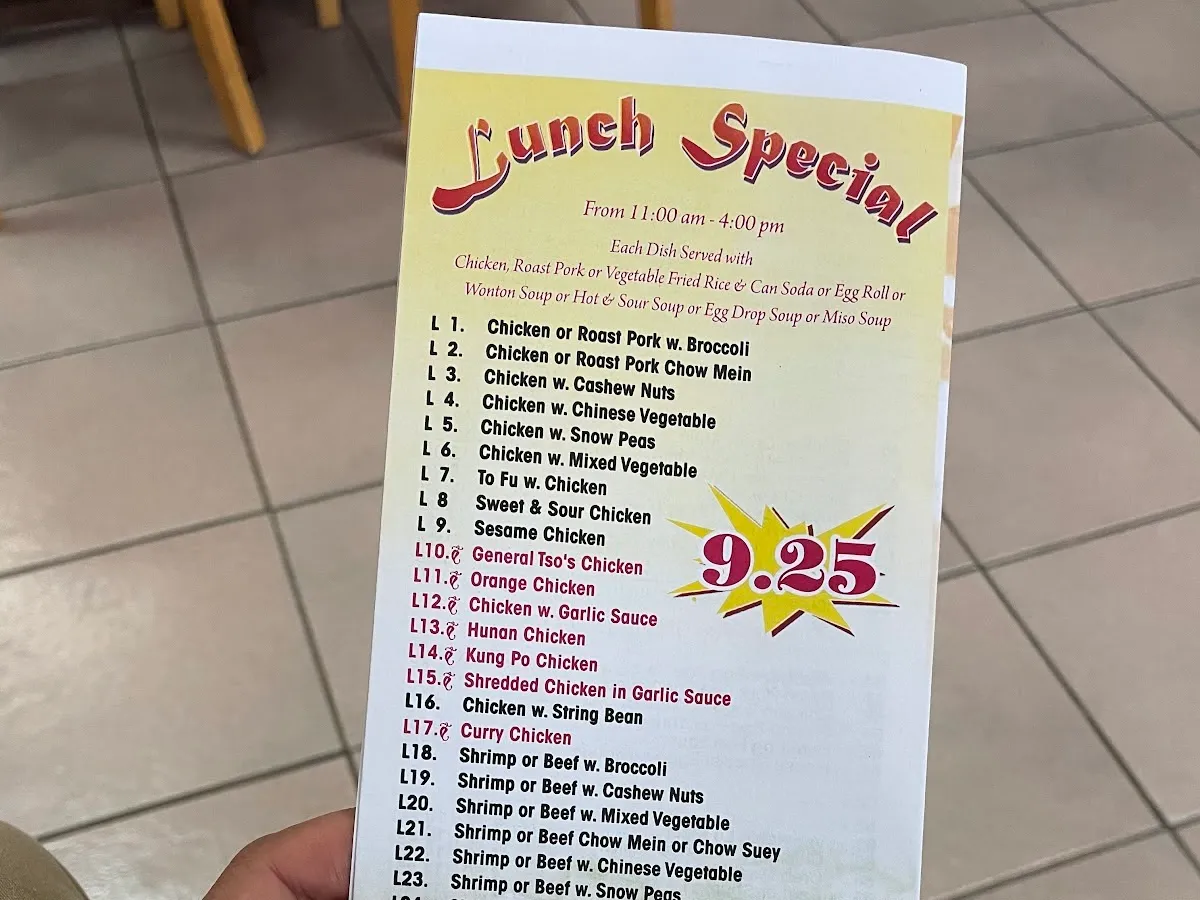 Lunch Special
From 11:00 am - 4:00 pm
Each Dish Served with
Chicken, Roast Pork or Vegetable Fried Rice & Can Soda or Egg Roll or
Wonton Soup or Hot & Sour Soup or Egg Drop Soup or Miso Soup
L 1. Chicken or Roast Pork w. Broccoli
L 2. Chicken or Roast Pork Chow Mein
L 3. Chicken w. Cashew Nuts
L 4. Chicken w. Chinese Vegetable
L 5. Chicken w. Snow Peas
L 6. Chicken w. Mixed Vegetable
L 7. To Fu w. Chicken
L 8 Sweet & Sour Chicken
L 9. Sesame Chicken
9.25
L10. General Tso's Chicken
L11. Orange Chicken
L12. Chicken w. Garlic Sauce
L13. Hunan Chicken
L14. Kung Po Chicken
L15. Shredded Chicken in Garlic Sauce
L16. Chicken w. String Bean
L17. Curry Chicken
L18. Shrimp or Beef w. Broccoli
L19. Shrimp or Beef w. Cashew Nuts
L20. Shrimp or Beef w. Mixed Vegetable
L21. Shrimp or Beef Chow Mein or Chow Suey
L22. Shrimp or Beef w. Chinese Vegetable
L23. Shrimp or Beef w. Snow Peas